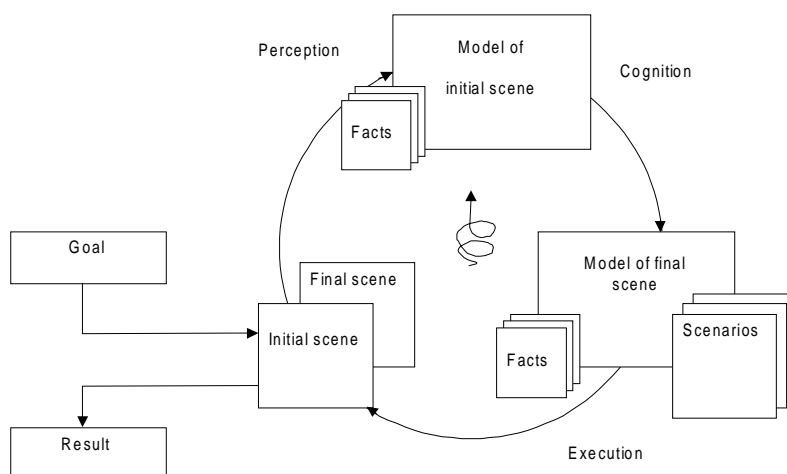 Perception
Model of
initial scene
Cognition
Facts
Goal
Final scene
Initial scene
Model of final
scene
Scenarios
Facts
Result
Execution